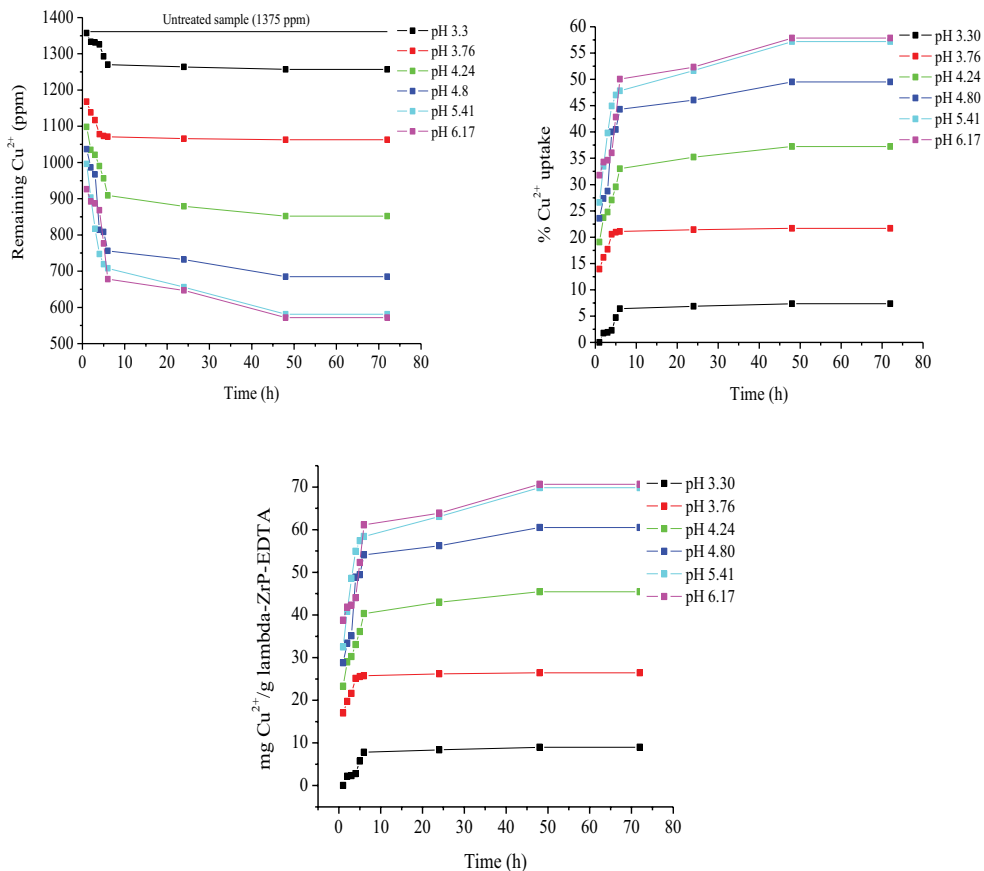 Untreated sample (1375 ppm)
1400
1300
1200
1100
1000
900
800
700
600
500
0 10 20 30 40 50 60 70 80
Remaining Cu²⁺ (ppm)
Time (h)
pH 3.3
pH 3.76
pH 4.24
pH 4.8
pH 5.41
pH 6.17
60
55
50
45
40
35
30
25
20
15
10
5
0
0 10 20 30 40 50 60 70 80
% Cu²⁺ uptake
Time (h)
pH 3.30
pH 3.76
pH 4.24
pH 4.80
pH 5.41
pH 6.17
70
60
50
40
30
20
10
0
0 10 20 30 40 50 60 70 80
mg Cu²⁺/g lambda-ZrP-EDTA
Time (h)
pH 3.30
pH 3.76
pH 4.24
pH 4.80
pH 5.41
pH 6.17